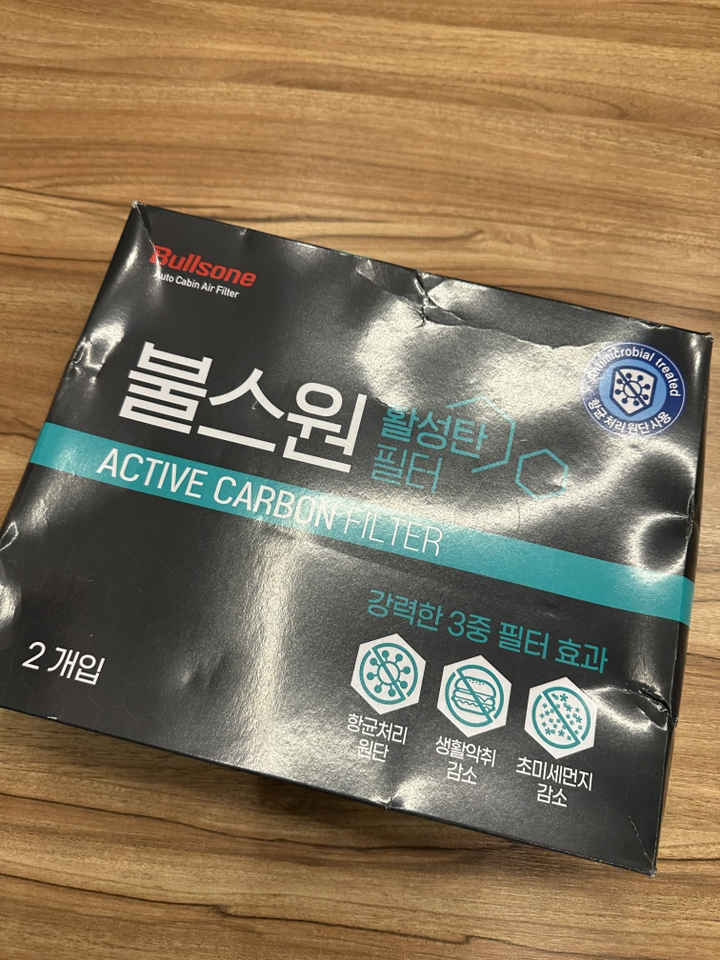 Bullsone
Auto Cabin Air Filter
Antimicrobial treated
항균처리 원단 사용
불스원
활성탄
필터
ACTIVE CARBON FILTER
강력한 3중 필터 효과
2 개입
항균처리
원단
생활악취
감소
초미세먼지
감소